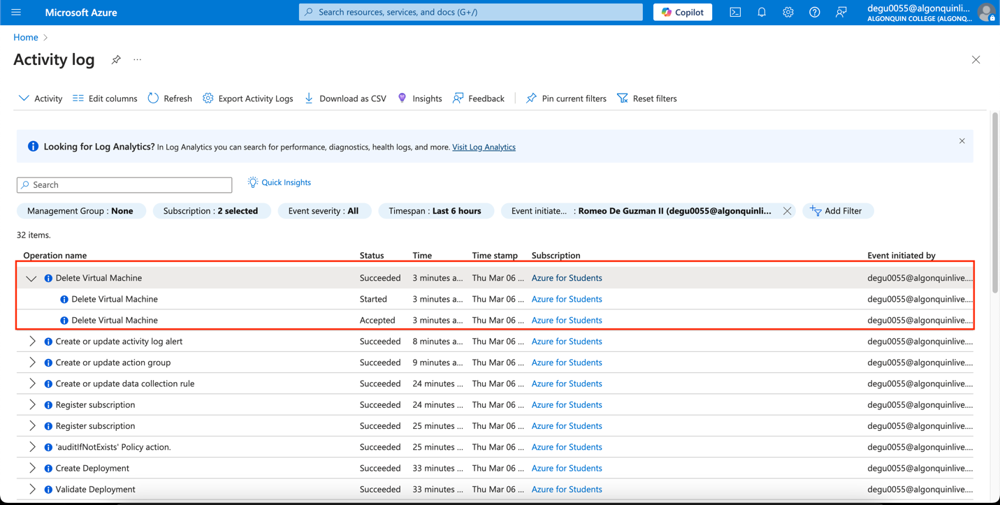 Microsoft Azure
Search resources, services, and docs (G+/)
Copilot
degu0055@algonquinli...
ALGONQUIN COLLEGE (ALGONQ...
Home
Activity log
Activity
Edit columns
Refresh
Export Activity Logs
Download as CSV
Insights
Feedback
Pin current filters
Reset filters
Looking for Log Analytics? In Log Analytics you can search for performance, diagnostics, health logs, and more. Visit Log Analytics
Search
Quick Insights
Management Group : None
Subscription : 2 selected
Event severity : All
Timespan : Last 6 hours
Event initiate... : Romeo De Guzman II (degu0055@algonquinli...
Add Filter
32 items.
Operation name Status Time Time stamp Subscription Event initiated by
Delete Virtual Machine Succeeded 3 minutes a... Thu Mar 06 ... Azure for Students degu0055@algonquinlive....
Delete Virtual Machine Started 3 minutes a... Thu Mar 06 ... Azure for Students degu0055@algonquinlive....
Delete Virtual Machine Accepted 3 minutes a... Thu Mar 06 ... Azure for Students degu0055@algonquinlive....
Create or update activity log alert Succeeded 8 minutes a... Thu Mar 06 ... Azure for Students degu0055@algonquinlive....
Create or update action group Succeeded 9 minutes a... Thu Mar 06 ... Azure for Students degu0055@algonquinlive....
Create or update data collection rule Succeeded 24 minutes ... Thu Mar 06 ... Azure for Students degu0055@algonquinlive....
Register subscription Succeeded 24 minutes ... Thu Mar 06 ... Azure for Students degu0055@algonquinlive....
Register subscription Succeeded 25 minutes ... Thu Mar 06 ... Azure for Students degu0055@algonquinlive....
'auditIfNotExists' Policy action. Succeeded 25 minutes ... Thu Mar 06 ... Azure for Students degu0055@algonquinlive....
Create Deployment Succeeded 33 minutes ... Thu Mar 06 ... Azure for Students degu0055@algonquinlive....
Validate Deployment Succeeded 33 minutes ... Thu Mar 06 ... Azure for Students degu0055@algonquinlive....